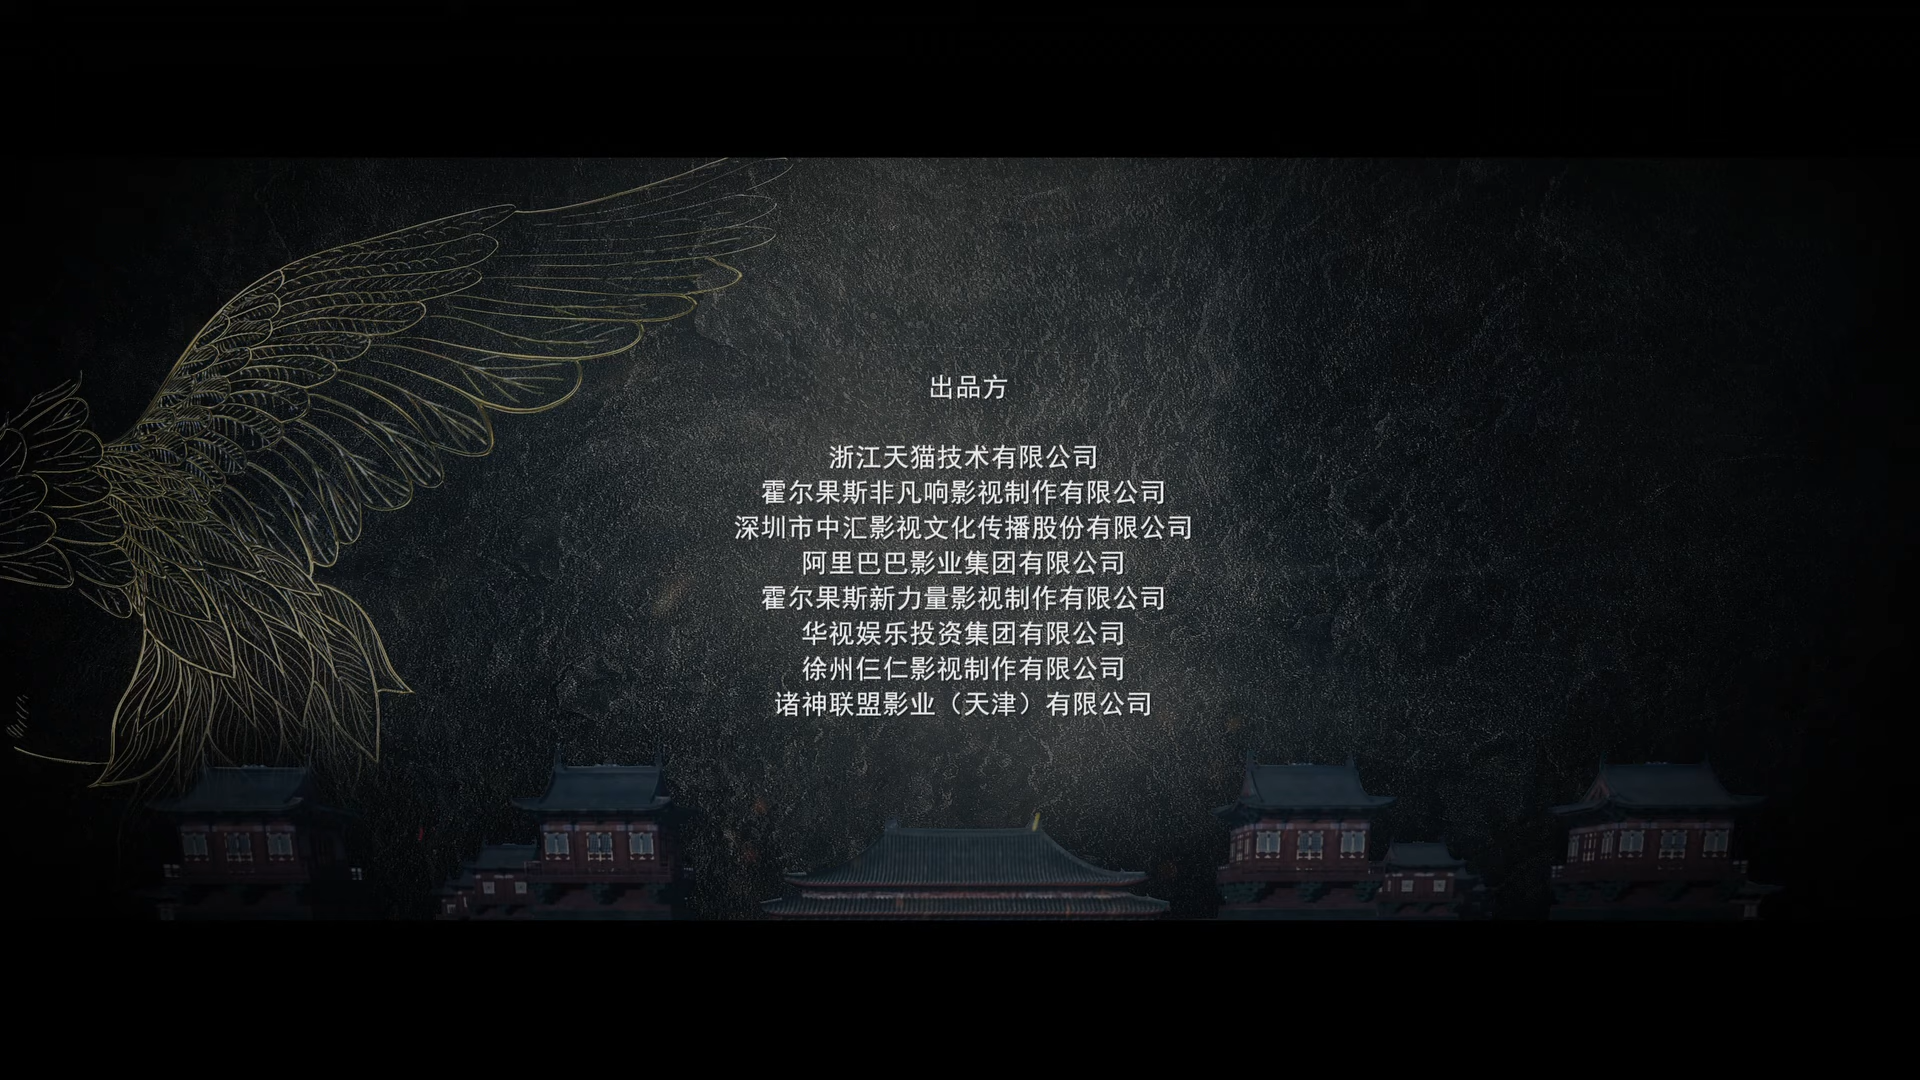 出品方
浙江天猫技术有限公司
霍尔果斯非凡响影视制作有限公司
深圳市中汇影视文化传播股份有限公司
阿里巴巴影业集团有限公司
霍尔果斯新力量影视制作有限公司
华视娱乐投资集团有限公司
徐州仨仁影视制作有限公司
诸神联盟影业（天津）有限公司